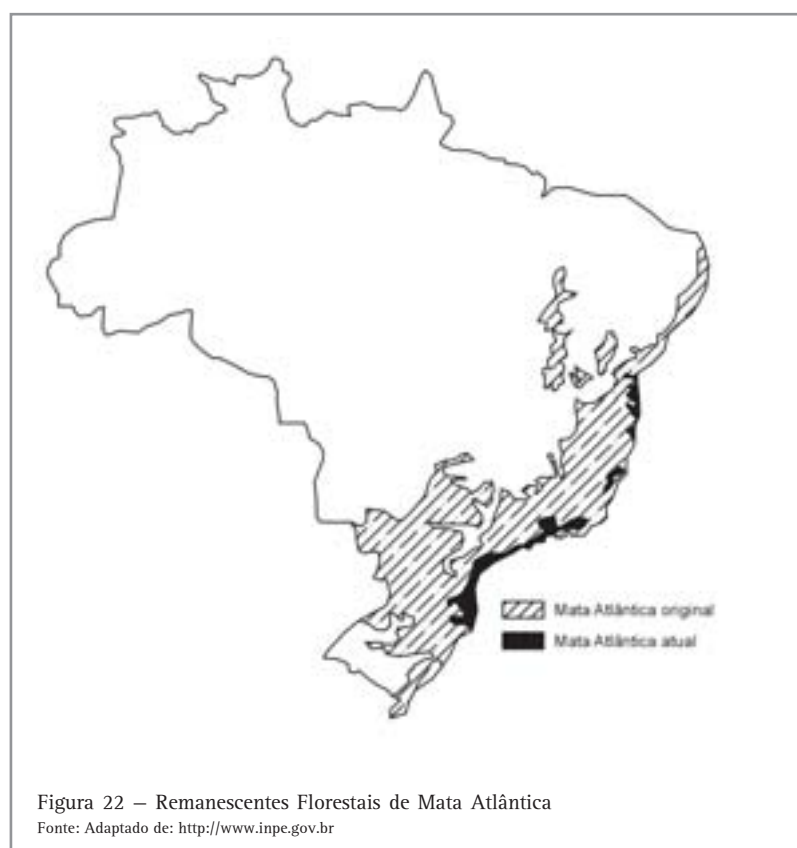 Mata Atlântica original
Mata Atlântica atual
Figura 22 – Remanescentes Florestais de Mata Atlântica
Fonte: Adaptado de: http://www.inpe.gov.br